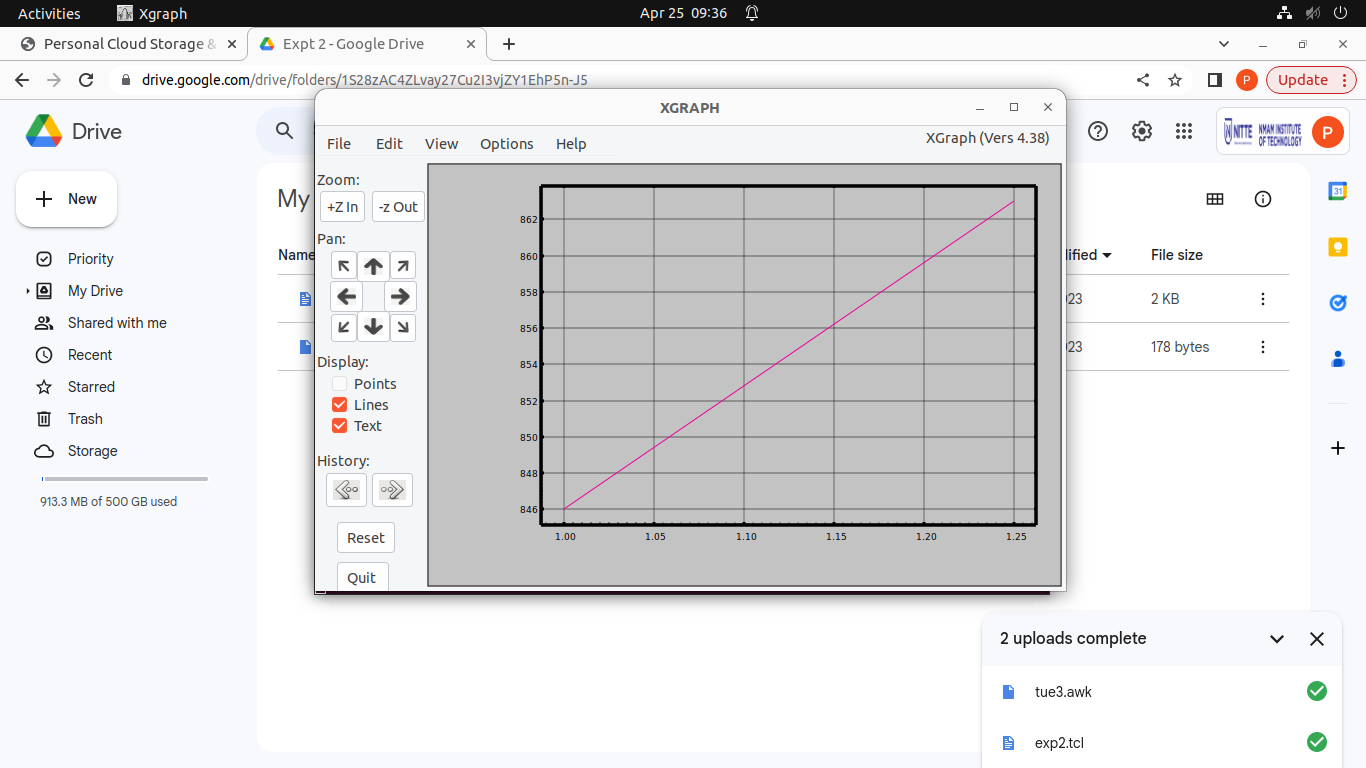 Activities Xgraph Apr 25 09:36
Personal Cloud Storage & Expt 2 - Google Drive
drive.google.com/drive/folders/1S28zAC4ZLvay27Cu2I3vjZY1EhP5n-J5 P Update
Drive
NITTE NMAM INSTITUTE OF TECHNOLOGY P
New
Priority
My Drive
Shared with me
Recent
Starred
Trash
Storage
913.3 MB of 500 GB used
My
Name
File size
2 KB
178 bytes
XGRAPH
File Edit View Options Help XGraph (Vers 4.38)
Zoom:
+Z In -z Out
Pan:
Display:
Points
Lines
Text
History:
Reset
Quit
862
860
858
856
854
852
850
848
846
1.00 1.05 1.10 1.15 1.20 1.25
31
2 uploads complete
tue3.awk
exp2.tcl